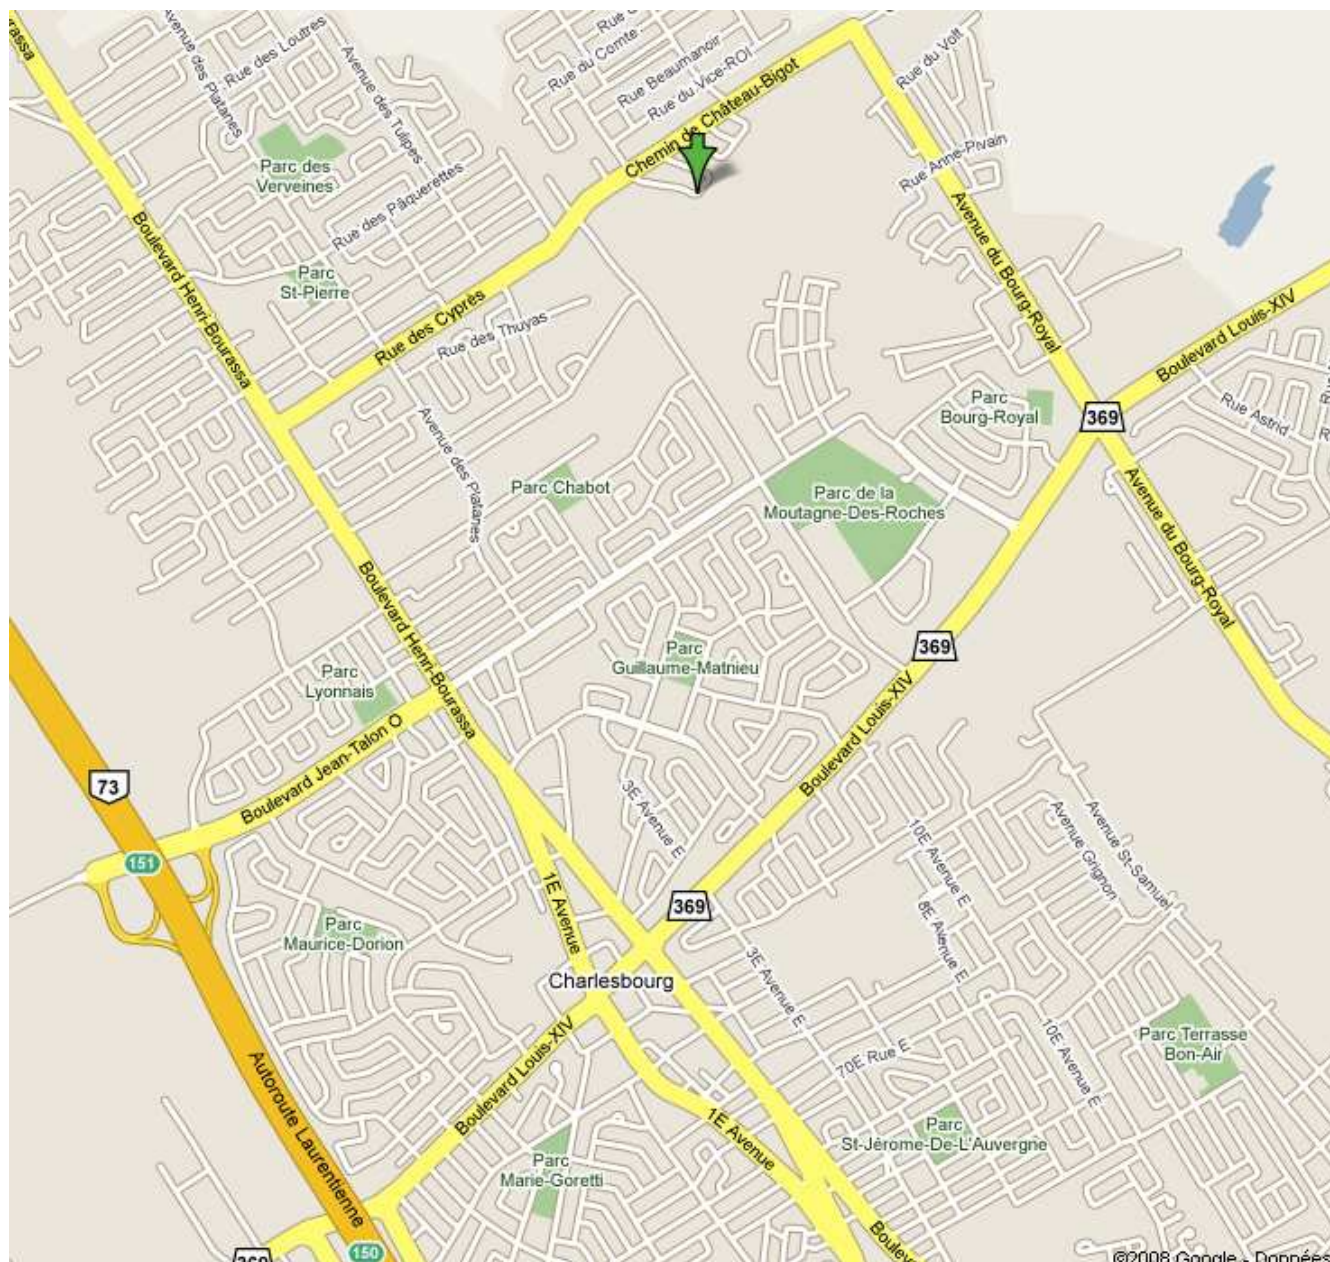 Avenue des Platanes
Rue des Loutres
Avenue des Tulipes
Rue du Comte
Rue Beaumanoir
Rue du Vice-ROI
Chemin de Château-Bigot
Rue du Volt
Rue Anne-Pivain
Parc des
Verveines
Rue des Pâquerettes
Boulevard Henri-Bourassa
Parc
St-Pierre
Rue des Cyprès
Rue des Thuyas
Avenue du Bourg-Royal
Boulevard Louis-XIV
Parc
Bourg-Royal
369
Rue Astrid
Avenue des Platanes
Parc Chabot
Parc de la
Moutagne-Des-Roches
Avenue du Bourg-Royal
Boulevard Henri-Bourassa
369
Parc
Guillaume-Matnieu
Parc
Lyonnais
Boulevard Jean-Talon O
73
Boulevard Louis-XIV
3E Avenue E
10E Avenue E
Avenue Grignon
Avenue St-Samuel
151
1E Avenue
369
8E Avenue E
Parc
Maurice-Dorion
Charlesbourg
3E Avenue E
Boulevard Louis-XIV
70E Rue E
10E Avenue E
Parc Terrasse
Bon-Air
Autoroute Laurentienne
1E Avenue
Parc
St-Jérome-De-L'Auvergne
Parc
Marie-Goretti
150
369
©2008 Google - Données